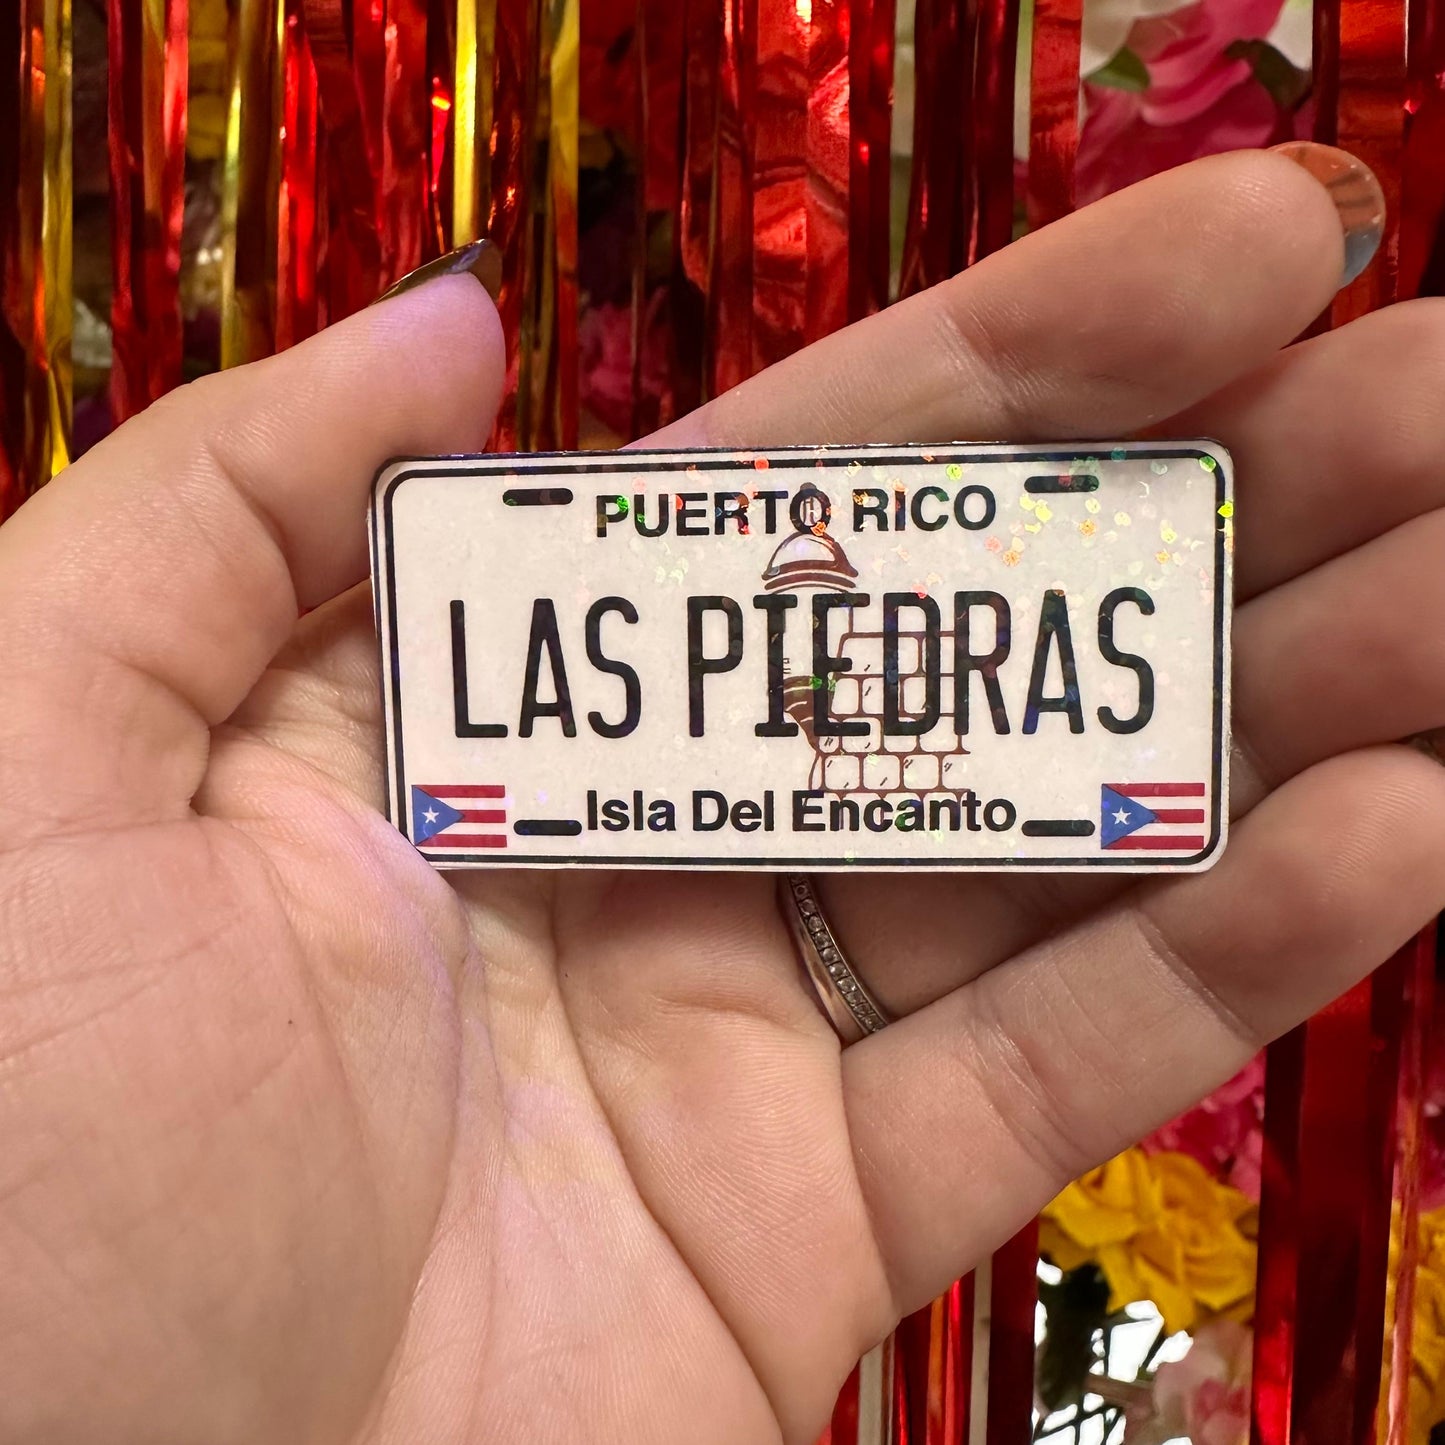 PUERTO RICO
LAS PIEDRAS
Isla Del Encanto